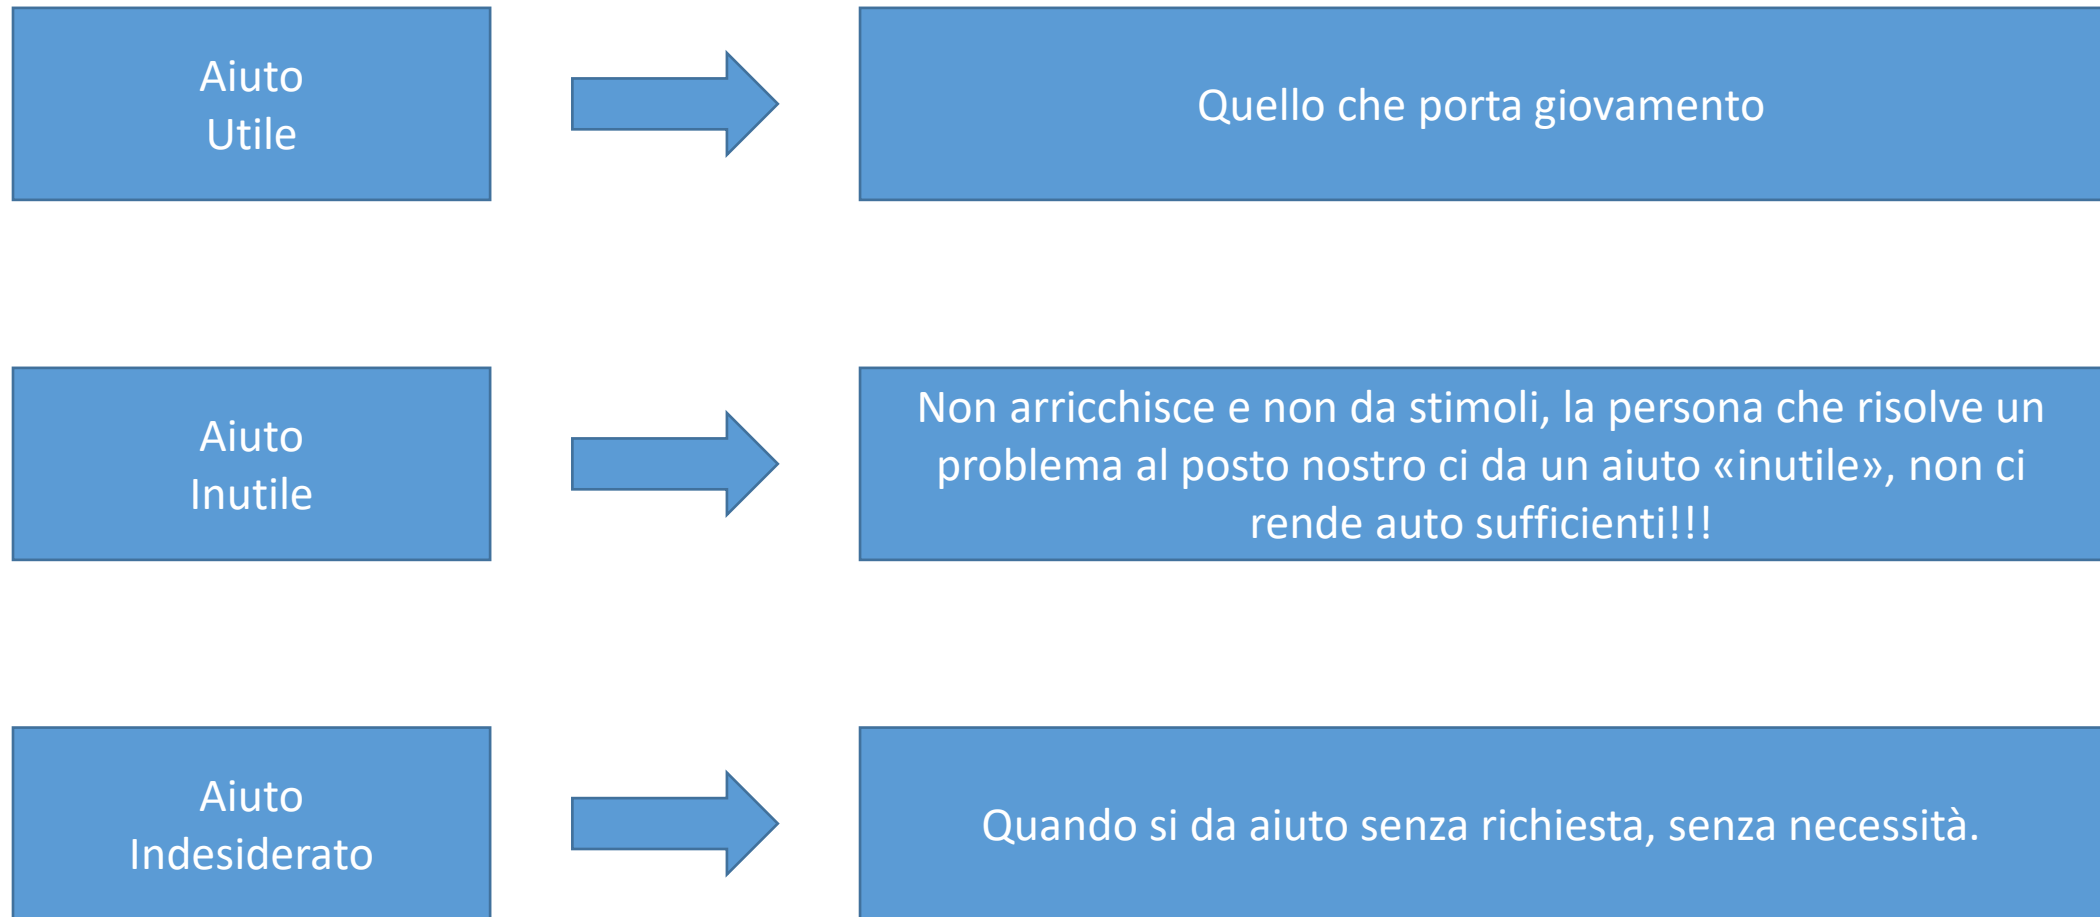 Aiuto
Utile
Quello che porta giovamento
Aiuto
Inutile
Non arricchisce e non da stimoli, la persona che risolve un
problema al posto nostro ci da un aiuto «inutile», non ci
rende auto sufficienti!!!
Aiuto
Indesiderato
Quando si da aiuto senza richiesta, senza necessità.